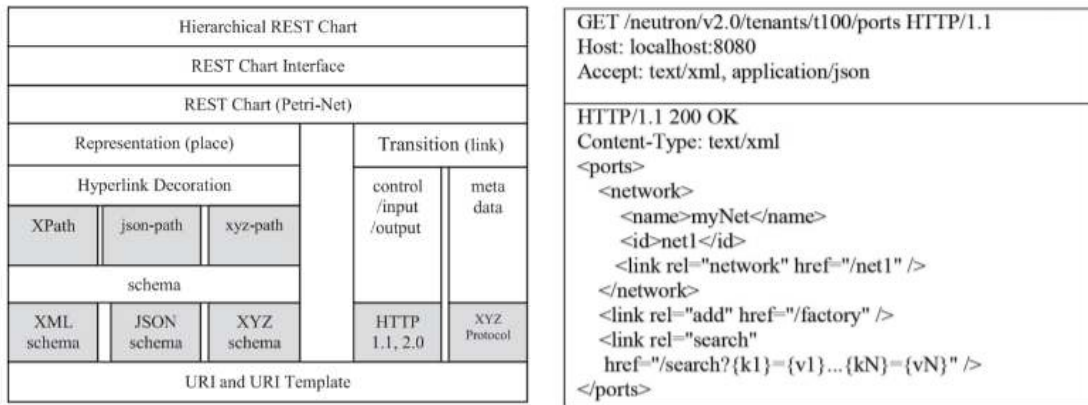 Hierarchical REST Chart
REST Chart Interface
REST Chart (Petri-Net)
Representation (place)
Transition (link)
Hyperlink Decoration
control
/input
/output
meta
data
XPath
json-path
xyz-path
schema
XML
schema
JSON
schema
XYZ
schema
HTTP
1.1, 2.0
XYZ
Protocol
URI and URI Template
GET /neutron/v2.0/tenants/t100/ports HTTP/1.1
Host: localhost:8080
Accept: text/xml, application/json
HTTP/1.1 200 OK
Content-Type: text/xml
<ports>
<network>
<name>myNet</name>
<id>net1</id>
<link rel="network" href="/net1" />
</network>
<link rel="add" href="/factory" />
<link rel="search"
href="/search?{k1}={v1}...{kN}={vN}" />
</ports>